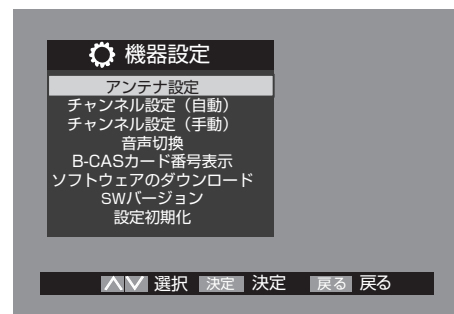 機器設定
アンテナ設定
チャンネル設定（自動）
チャンネル設定（手動）
音声切換
B-CASカード番号表示
ソフトウェアのダウンロード
SWバージョン
設定初期化
選択 決定 決定 戻る 戻る